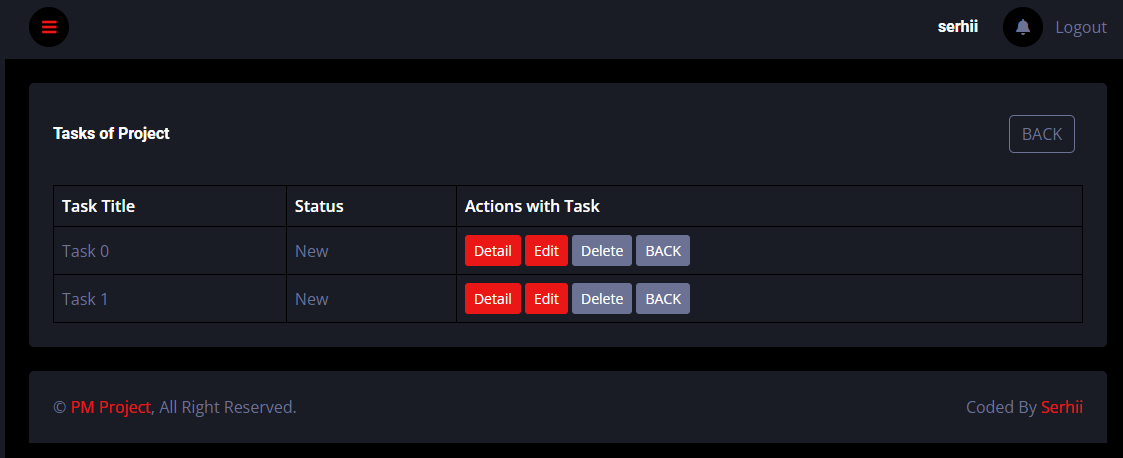 serhii Logout
Tasks of Project BACK
Task Title Status Actions with Task
Task 0 New Detail Edit Delete BACK
Task 1 New Detail Edit Delete BACK
© PM Project, All Right Reserved. Coded By Serhii